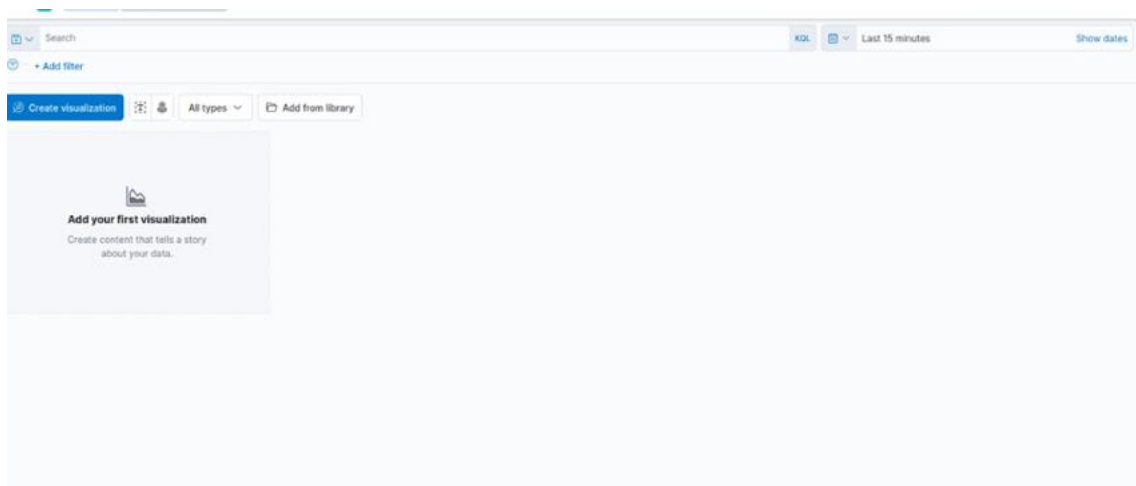 Search KQL Last 15 minutes Show dates
+ Add filter
Create visualization All types Add from library
Add your first visualization
Create content that tells a story
about your data.